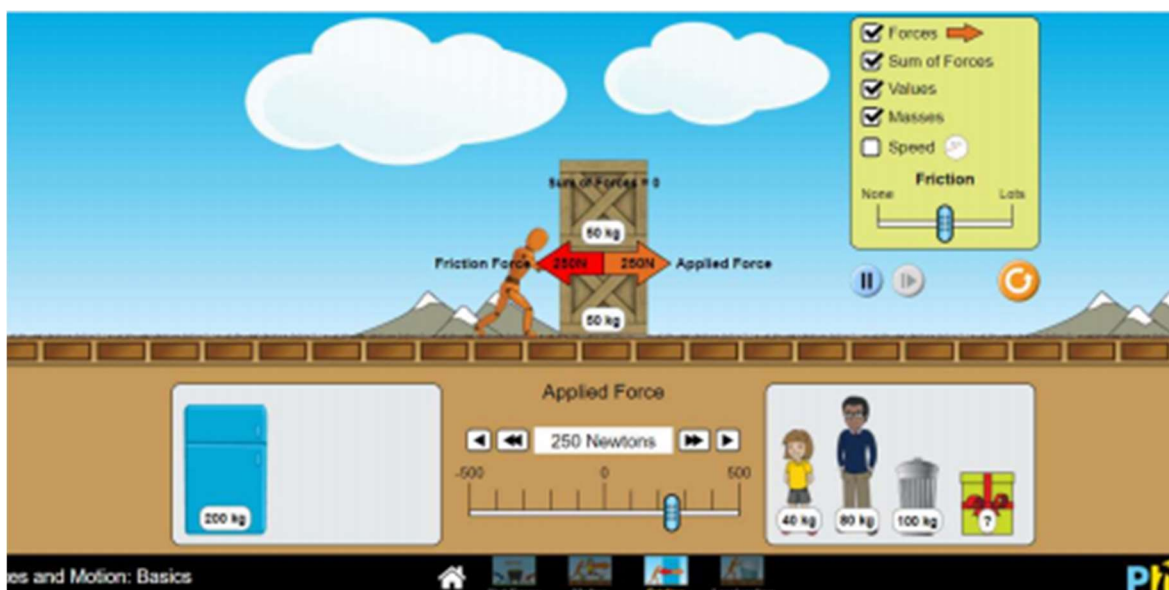 Forces
Sum of Forces
Values
Masses
Speed
Friction
None Lots
Sum of Forces = 0
50 kg
Friction Force 250N 250N Applied Force
50 kg
Applied Force
250 Newtons
-500 0 500
200 kg
40 kg 80 kg 100 kg ?
es and Motion: Basics